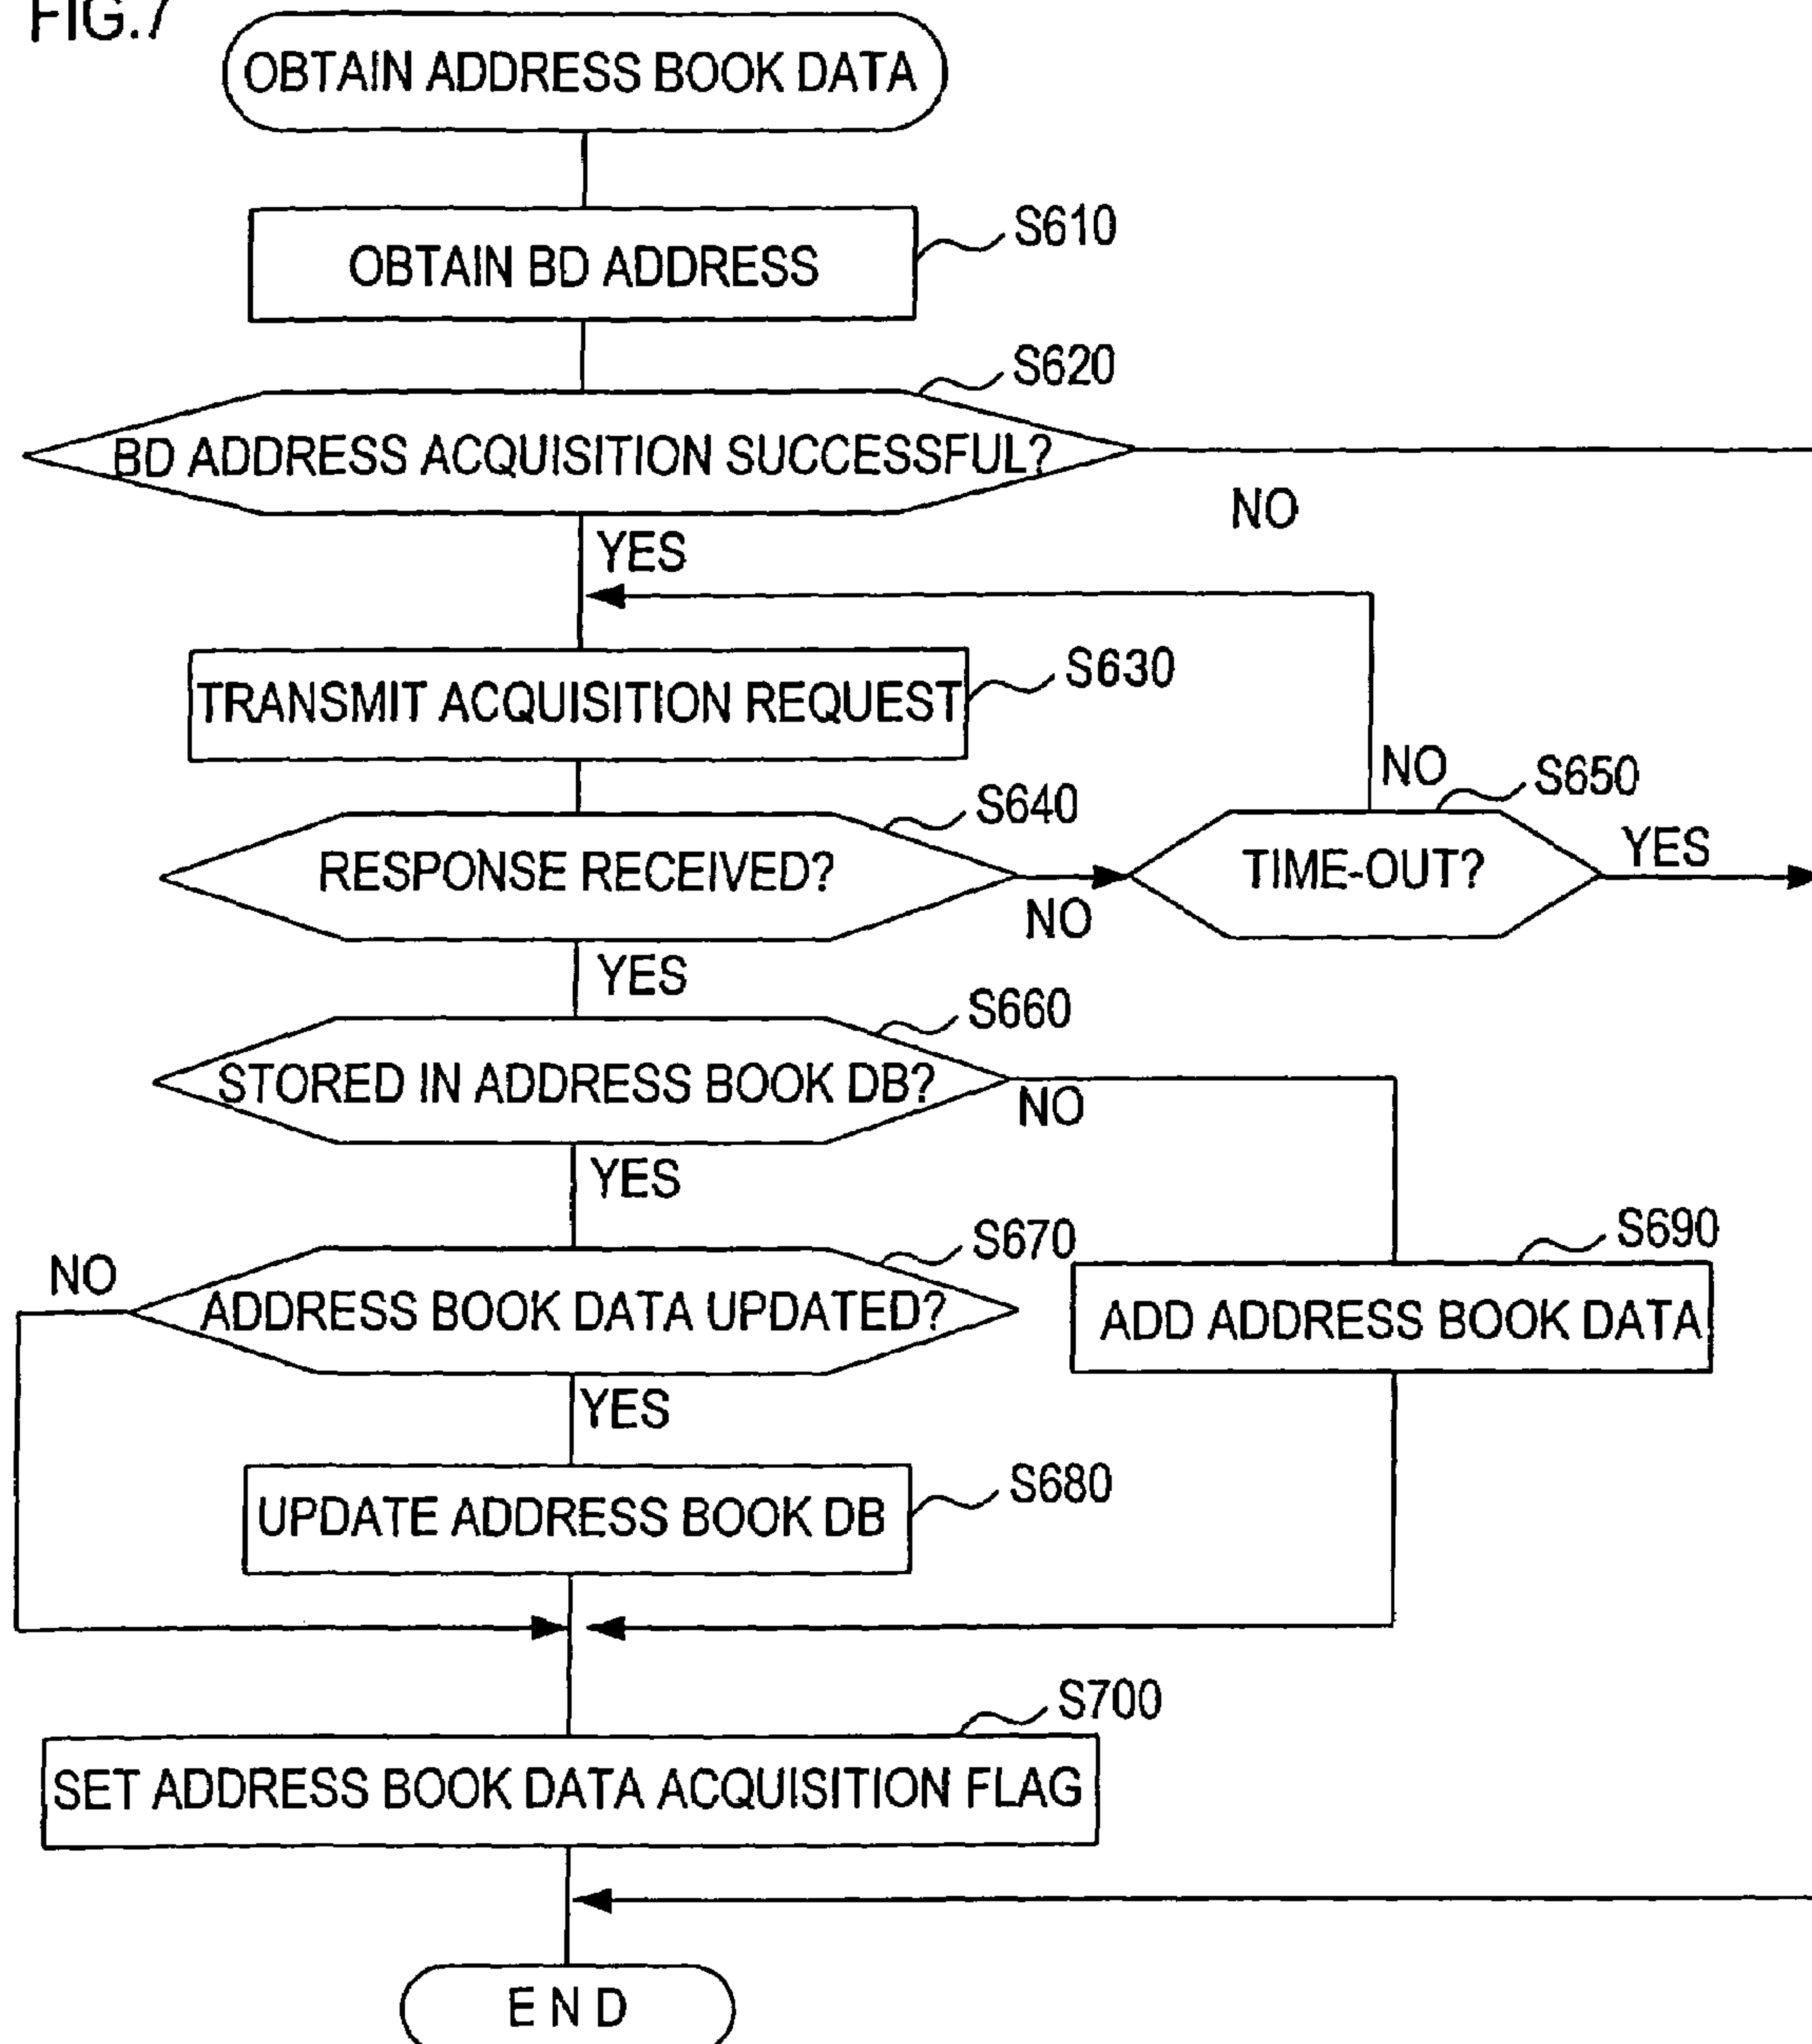 FIG.7
OBTAIN ADDRESS BOOK DATA
S610
OBTAIN BD ADDRESS
S620
BD ADDRESS ACQUISITION SUCCESSFUL?
NO
YES
S630
TRANSMIT ACQUISITION REQUEST
NO
S650
S640
RESPONSE RECEIVED?
TIME-OUT?
YES
NO
YES
S660
STORED IN ADDRESS BOOK DB?
NO
YES
S670
S690
NO
ADDRESS BOOK DATA UPDATED?
ADD ADDRESS BOOK DATA
YES
S680
UPDATE ADDRESS BOOK DB
S700
SET ADDRESS BOOK DATA ACQUISITION FLAG
END